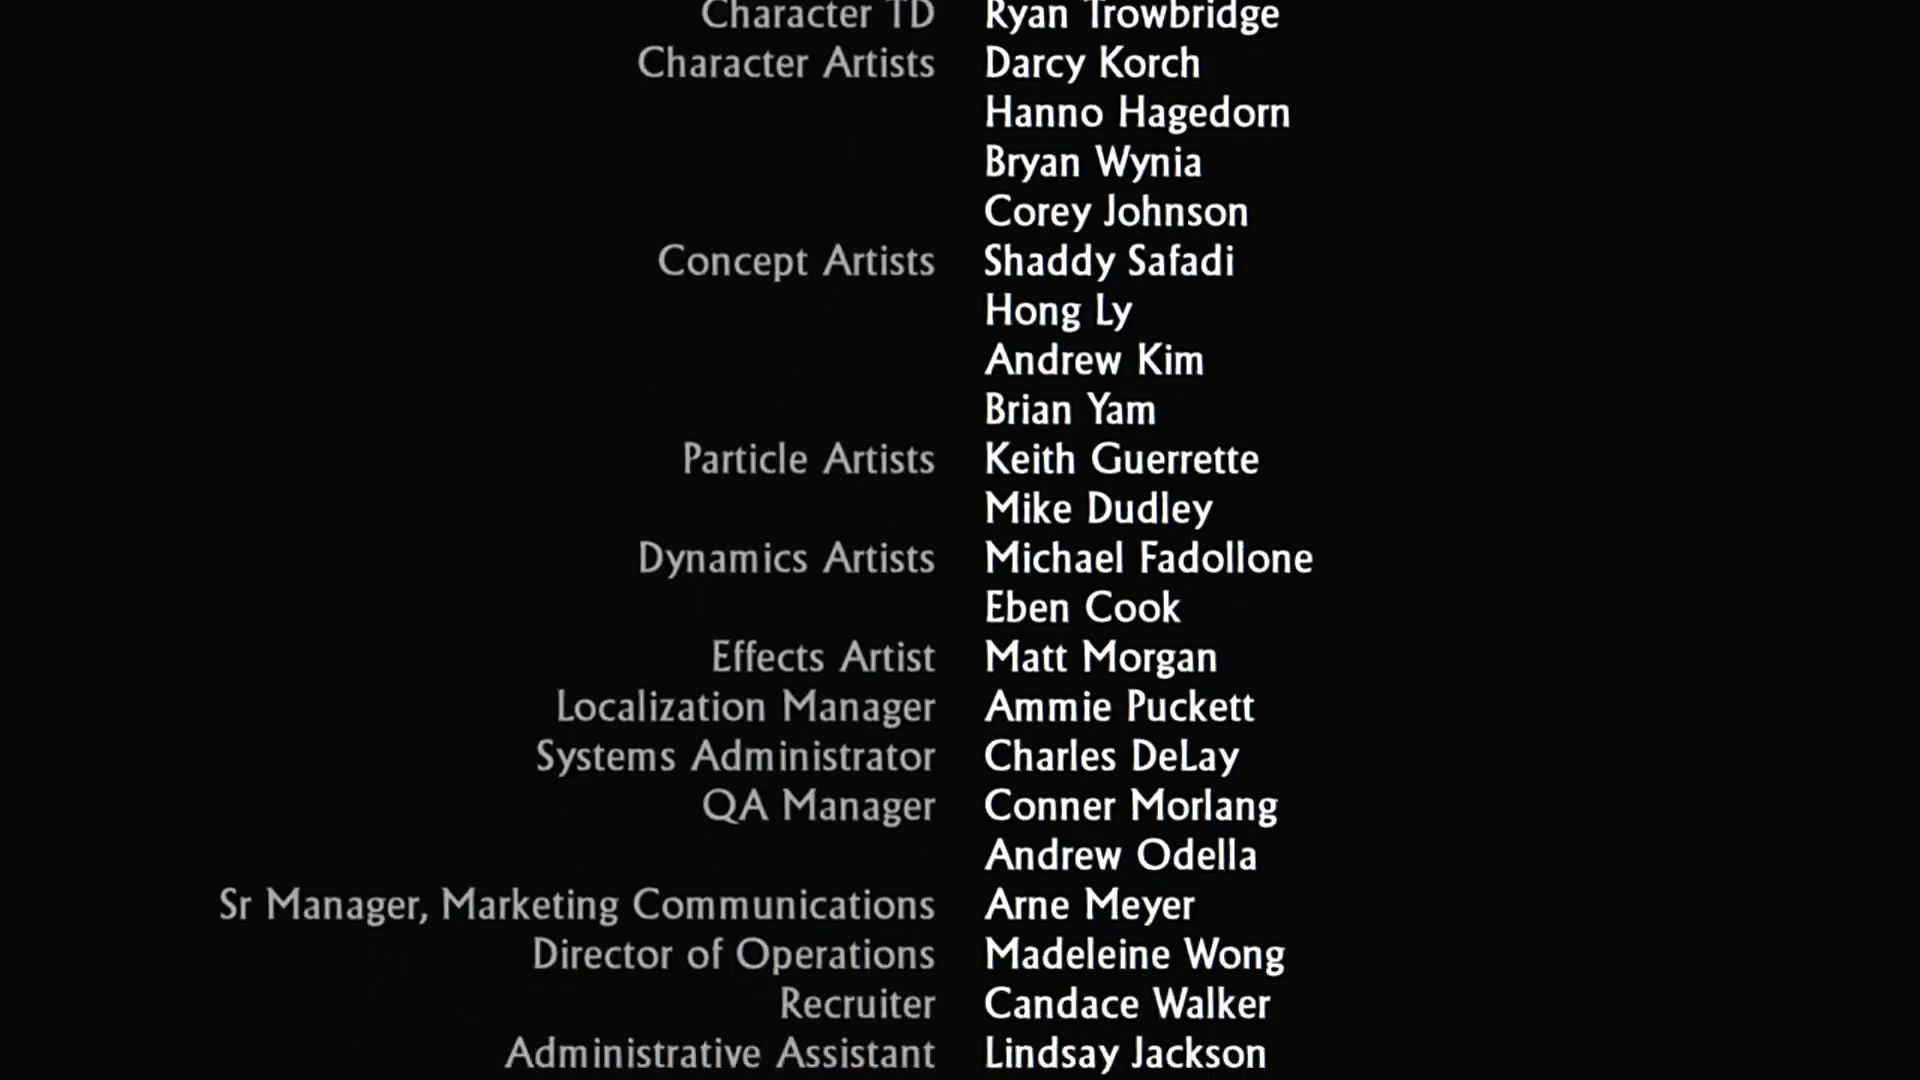 Character TD Ryan Trowbridge
Character Artists Darcy Korch
Hanno Hagedorn
Bryan Wynia
Corey Johnson
Concept Artists Shaddy Safadi
Hong Ly
Andrew Kim
Brian Yam
Particle Artists Keith Guerrette
Mike Dudley
Dynamics Artists Michael Fadollone
Eben Cook
Effects Artist Matt Morgan
Localization Manager Ammie Puckett
Systems Administrator Charles DeLay
QA Manager Conner Morlang
Andrew Odella
Sr Manager, Marketing Communications Arne Meyer
Director of Operations Madeleine Wong
Recruiter Candace Walker
Administrative Assistant Lindsay Jackson